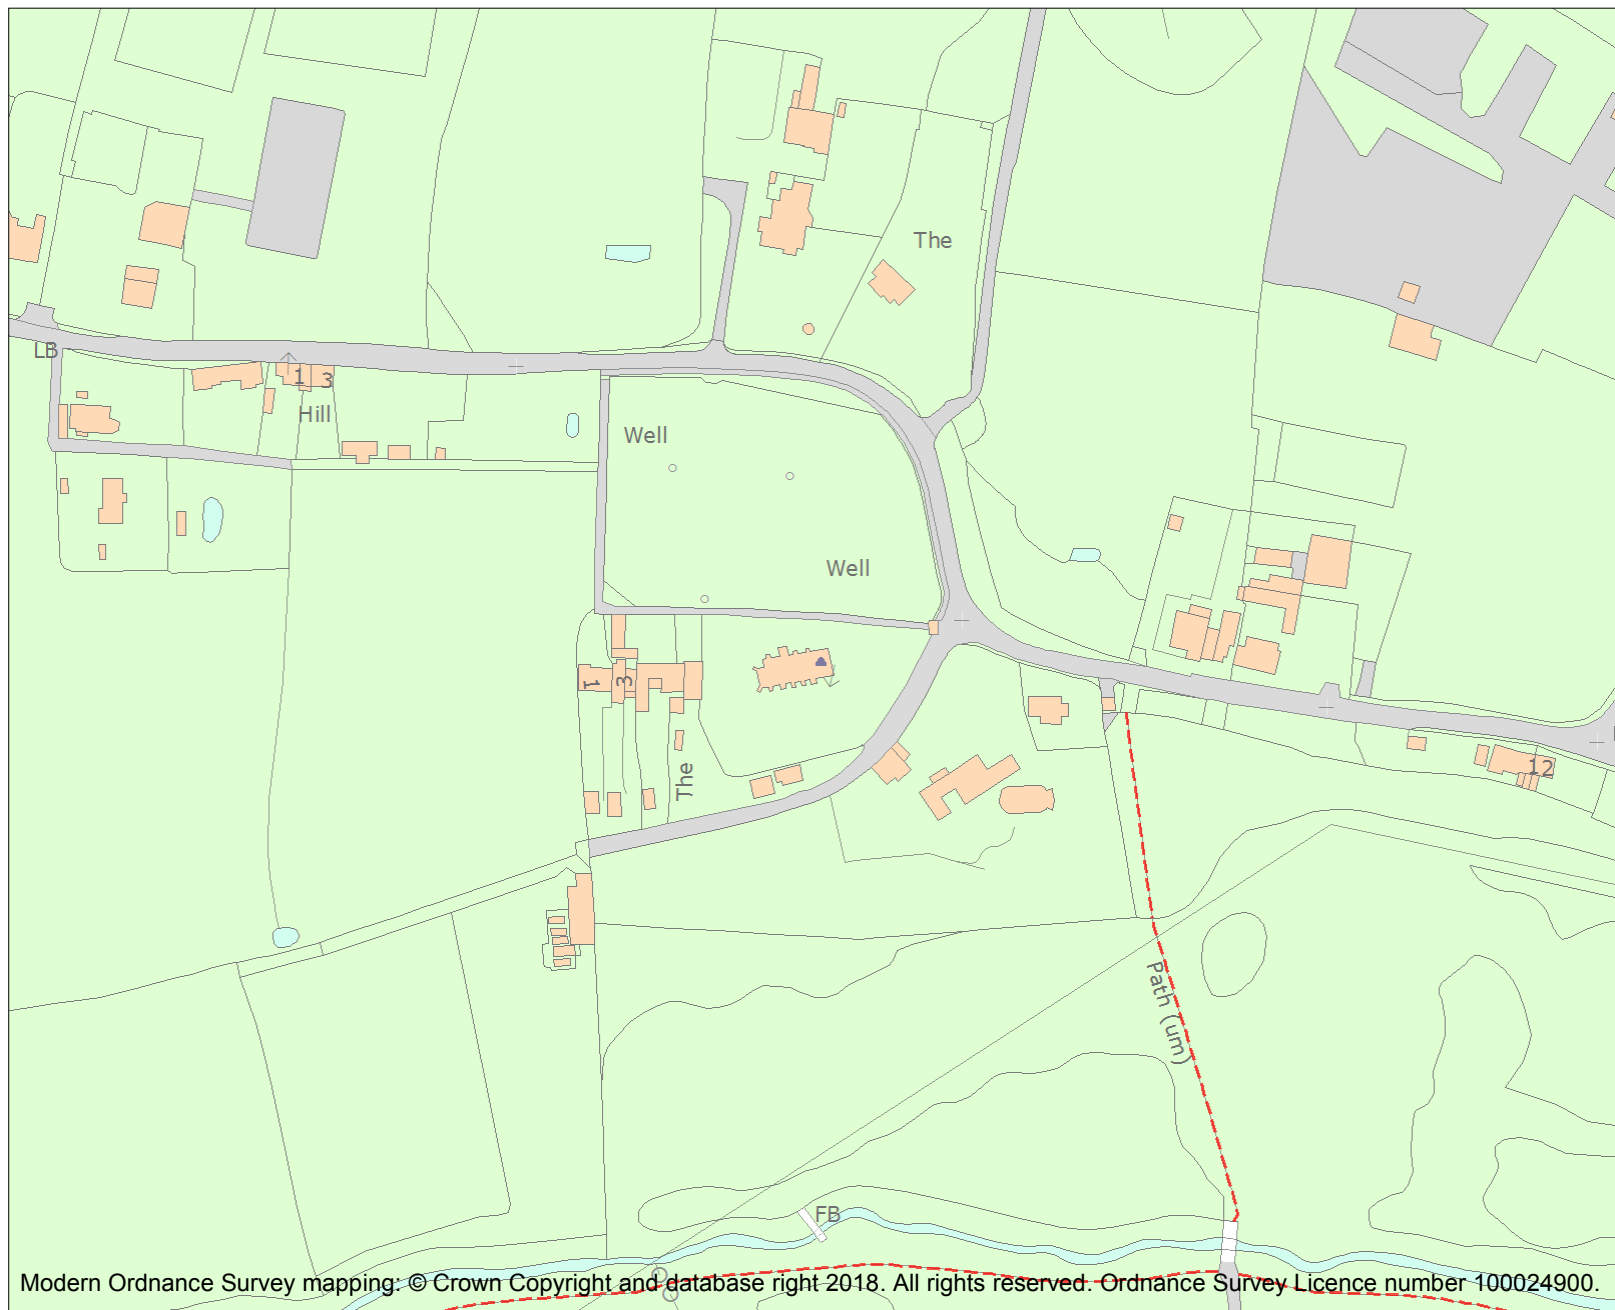 The
LB
1
3
Hill
Well
Well
1
3
The
12
Path (um)
FB
Modern Ordnance Survey mapping: © Crown Copyright and database right 2018. All rights reserved. Ordnance Survey Licence number 100024900.